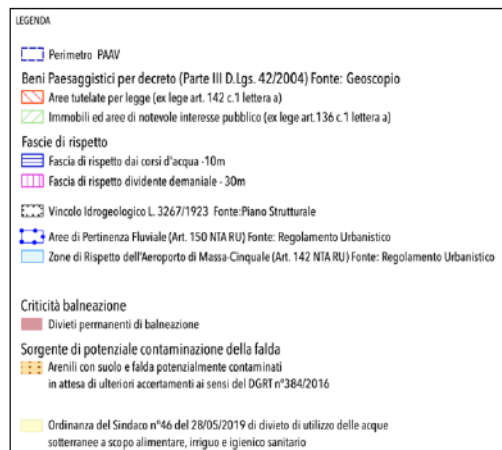 LEGENDA
Perimetro PAAV
Beni Paesaggistici per decreto (Parte III D.Lgs. 42/2004) Fonte: Geoscopio
Aree tutelate per legge (ex lege art. 142 c.1 lettera a)
Immobili ed aree di notevole interesse pubblico (ex lege art.136 c.1 lettera a)
Fascie di rispetto
Fascia di rispetto dai corsi d'acqua -10m
Fascia di rispetto dividente demaniale - 30m
Vincolo Idrogeologico L. 3267/1923 Fonte:Piano Strutturale
Aree di Pertinenza Fluviale (Art. 150 NTA RU) Fonte: Regolamento Urbanistico
Zone di Rispetto dell'Aeroporto di Massa-Cinquale (Art. 142 NTA RU) Fonte: Regolamento Urbanistico
Criticità balneazione
Divieti permanenti di balneazione
Sorgente di potenziale contaminazione della falda
Arenili con suolo e falda potenzialmente contaminati
in attesa di ulteriori accertamenti ai sensi del DGRT n°384/2016
Ordinanza del Sindaco n°46 del 28/05/2019 di divieto di utilizzo delle acque
sotterranee a scopo alimentare, irriguo e igienico sanitario